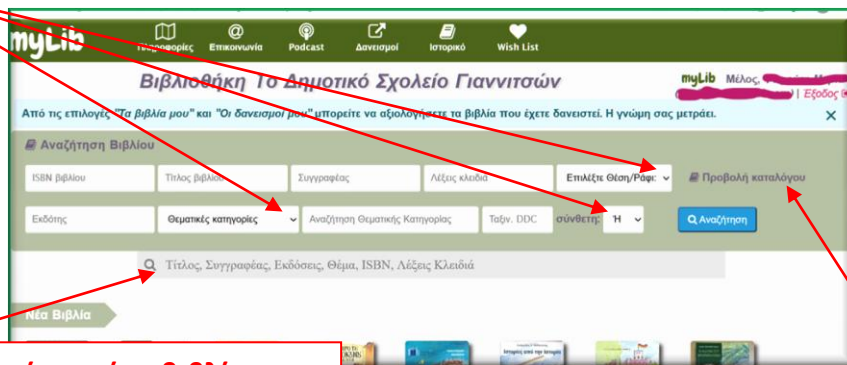 myLib
Πληροφορίες Επικοινωνία Podcast Δανεισμοί Ιστορικό Wish List
Βιβλιοθήκη 1ο Δημοτικό Σχολείο Γιαννιτσών
myLib Μέλος,
| Έξοδος
Από τις επιλογές "Τα βιβλία μου" και "Οι δανεισμοί μου" μπορείτε να αξιολογήσετε τα βιβλία που έχετε δανειστεί. Η γνώμη σας μετράει. ×
Αναζήτηση Βιβλίου
ISBN Βιβλίου Τίτλος Βιβλίου Συγγραφέας Λέξεις κλειδιά Επιλέξτε Θέση/Ράφι: Προβολή καταλόγου
Εκδότης Θεματικές κατηγορίες Αναζήτηση Θεματικής Κατηγορίας Ταξιν. DDC σύνθετη: Ή Αναζήτηση
Τίτλος, Συγγραφέας, Εκδόσεις, Θέμα, ISBN, Λέξεις Κλειδιά
Νέα Βιβλία